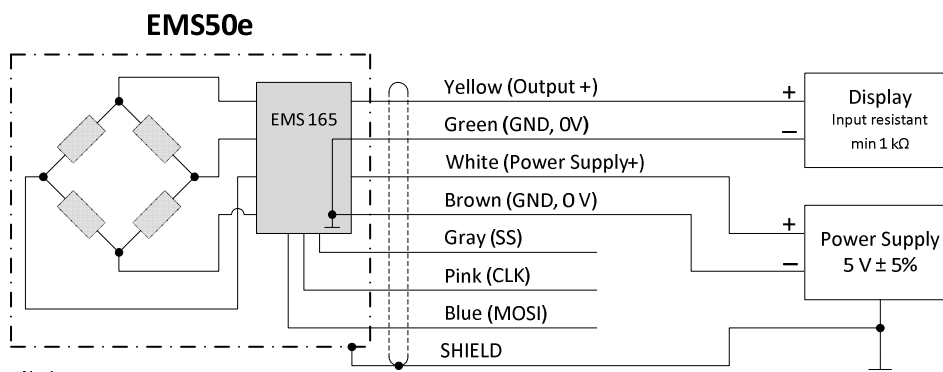 EMS50e
EMS 165
Yellow (Output +)
Green (GND, 0V)
White (Power Supply+)
Brown (GND, 0 V)
Gray (SS)
Pink (CLK)
Blue (MOSI)
SHIELD
+
Display
Input resistant
min 1 kΩ
–
+
Power Supply
5 V ± 5%
–